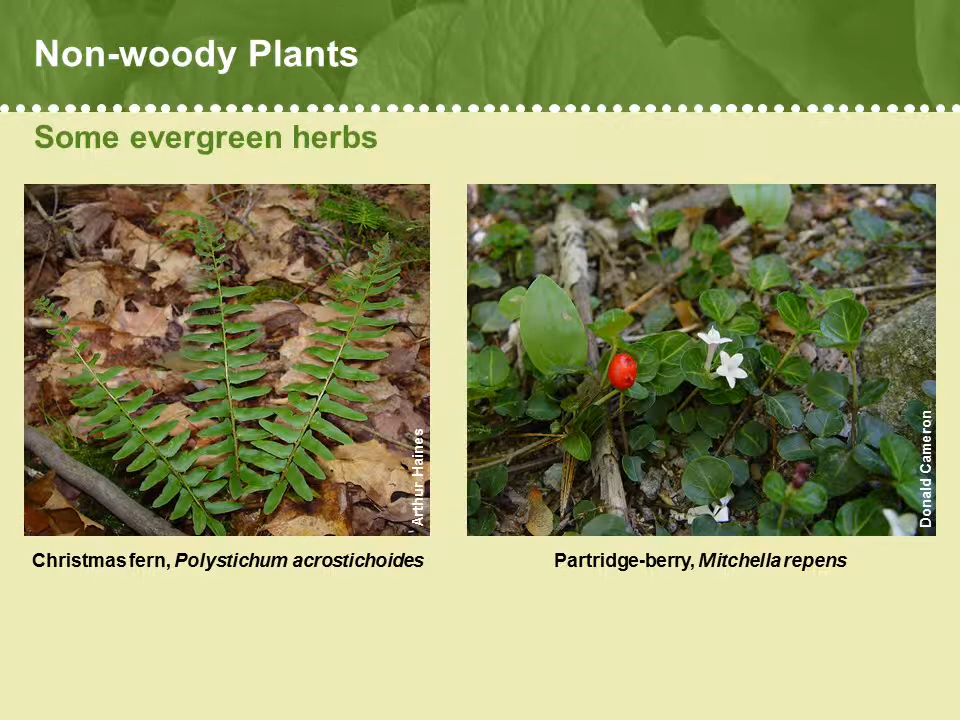 Non-woody Plants
Some evergreen herbs
Arthur Haines
Donald Cameron
Christmas fern, Polystichum acrostichoides
Partridge-berry, Mitchella repens